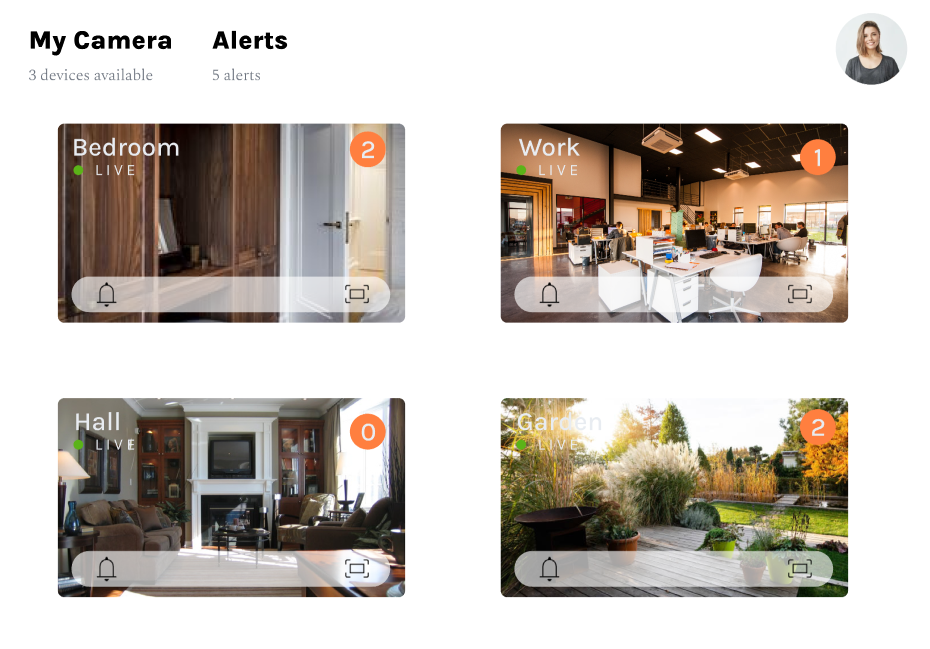 My Camera Alerts
3 devices available 5 alerts
Bedroom 2
LIVE
Work 1
LIVE
Hall 0
LIVE
Garden 2
LIVE